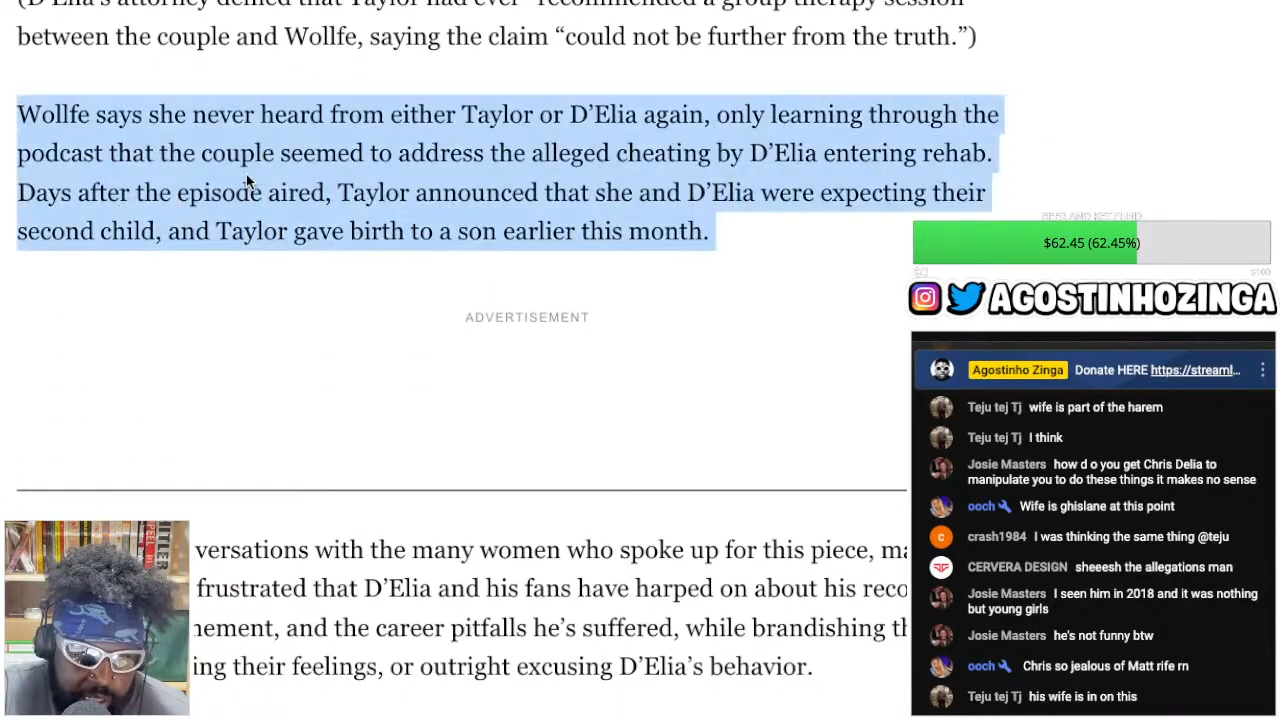 (D’Elia’s attorney denied that Taylor had ever “recommended a group therapy session
between the couple and Wollfe, saying the claim “could not be further from the truth.”)
Wollfe says she never heard from either Taylor or D’Elia again, only learning through the
podcast that the couple seemed to address the alleged cheating by D’Elia entering rehab.
Days after the episode aired, Taylor announced that she and D’Elia were expecting their
second child, and Taylor gave birth to a son earlier this month.
$62.45 (62.45%)
$100
AGOSTINHOZINGA
ADVERTISEMENT
Agostinho Zinga Donate HERE https://streaml...
Teju tej Tj wife is part of the harem
Teju tej Tj I think
Josie Masters how d o you get Chris Delia to
manipulate you to do these things it makes no sense
ooch Wife is ghislane at this point
crash1984 I was thinking the same thing @teju
CERVERA DESIGN sheeesh the allegations man
Josie Masters I seen him in 2018 and it was nothing
but young girls
Josie Masters he's not funny btw
ooch Chris so jealous of Matt rife rn
Teju tej Tj his wife is in on this
versations with the many women who spoke up for this piece, ma
frustrated that D’Elia and his fans have harped on about his reco
nement, and the career pitfalls he’s suffered, while brandishing th
ing their feelings, or outright excusing D’Elia’s behavior.